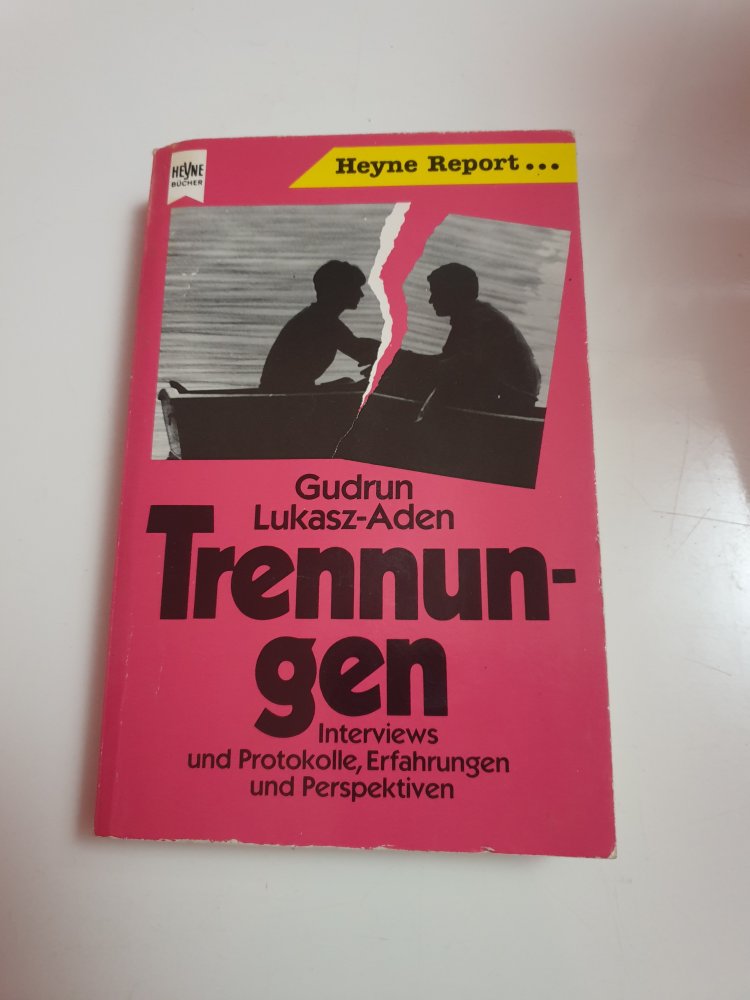 HEYNE
BÜCHER
Heyne Report...
Gudrun
Lukasz-Aden
Trennun-
gen
Interviews
und Protokolle, Erfahrungen
und Perspektiven